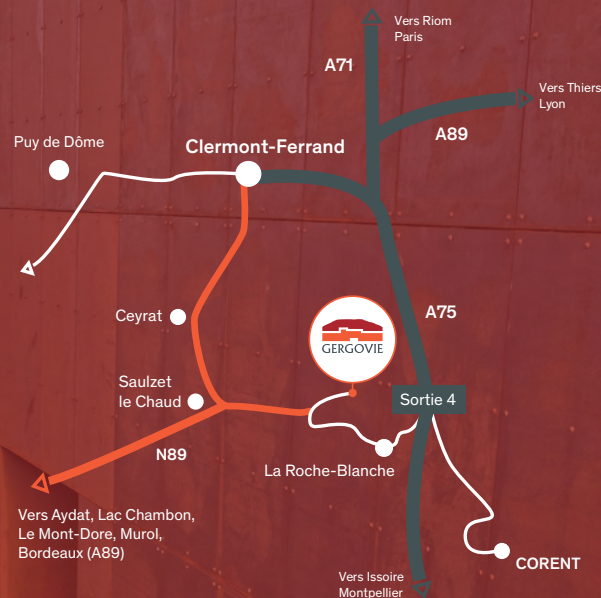 Vers Riom
Paris
A71
Vers Thiers
Lyon
A89
Puy de Dôme
Clermont-Ferrand
A75
Ceyrat
GERGOVIE
Saulzet
le Chaud
Sortie 4
N89
La Roche-Blanche
Vers Aydat, Lac Chambon,
Le Mont-Dore, Murol,
Bordeaux (A89)
CORENT
Vers Issoire
Montpellier